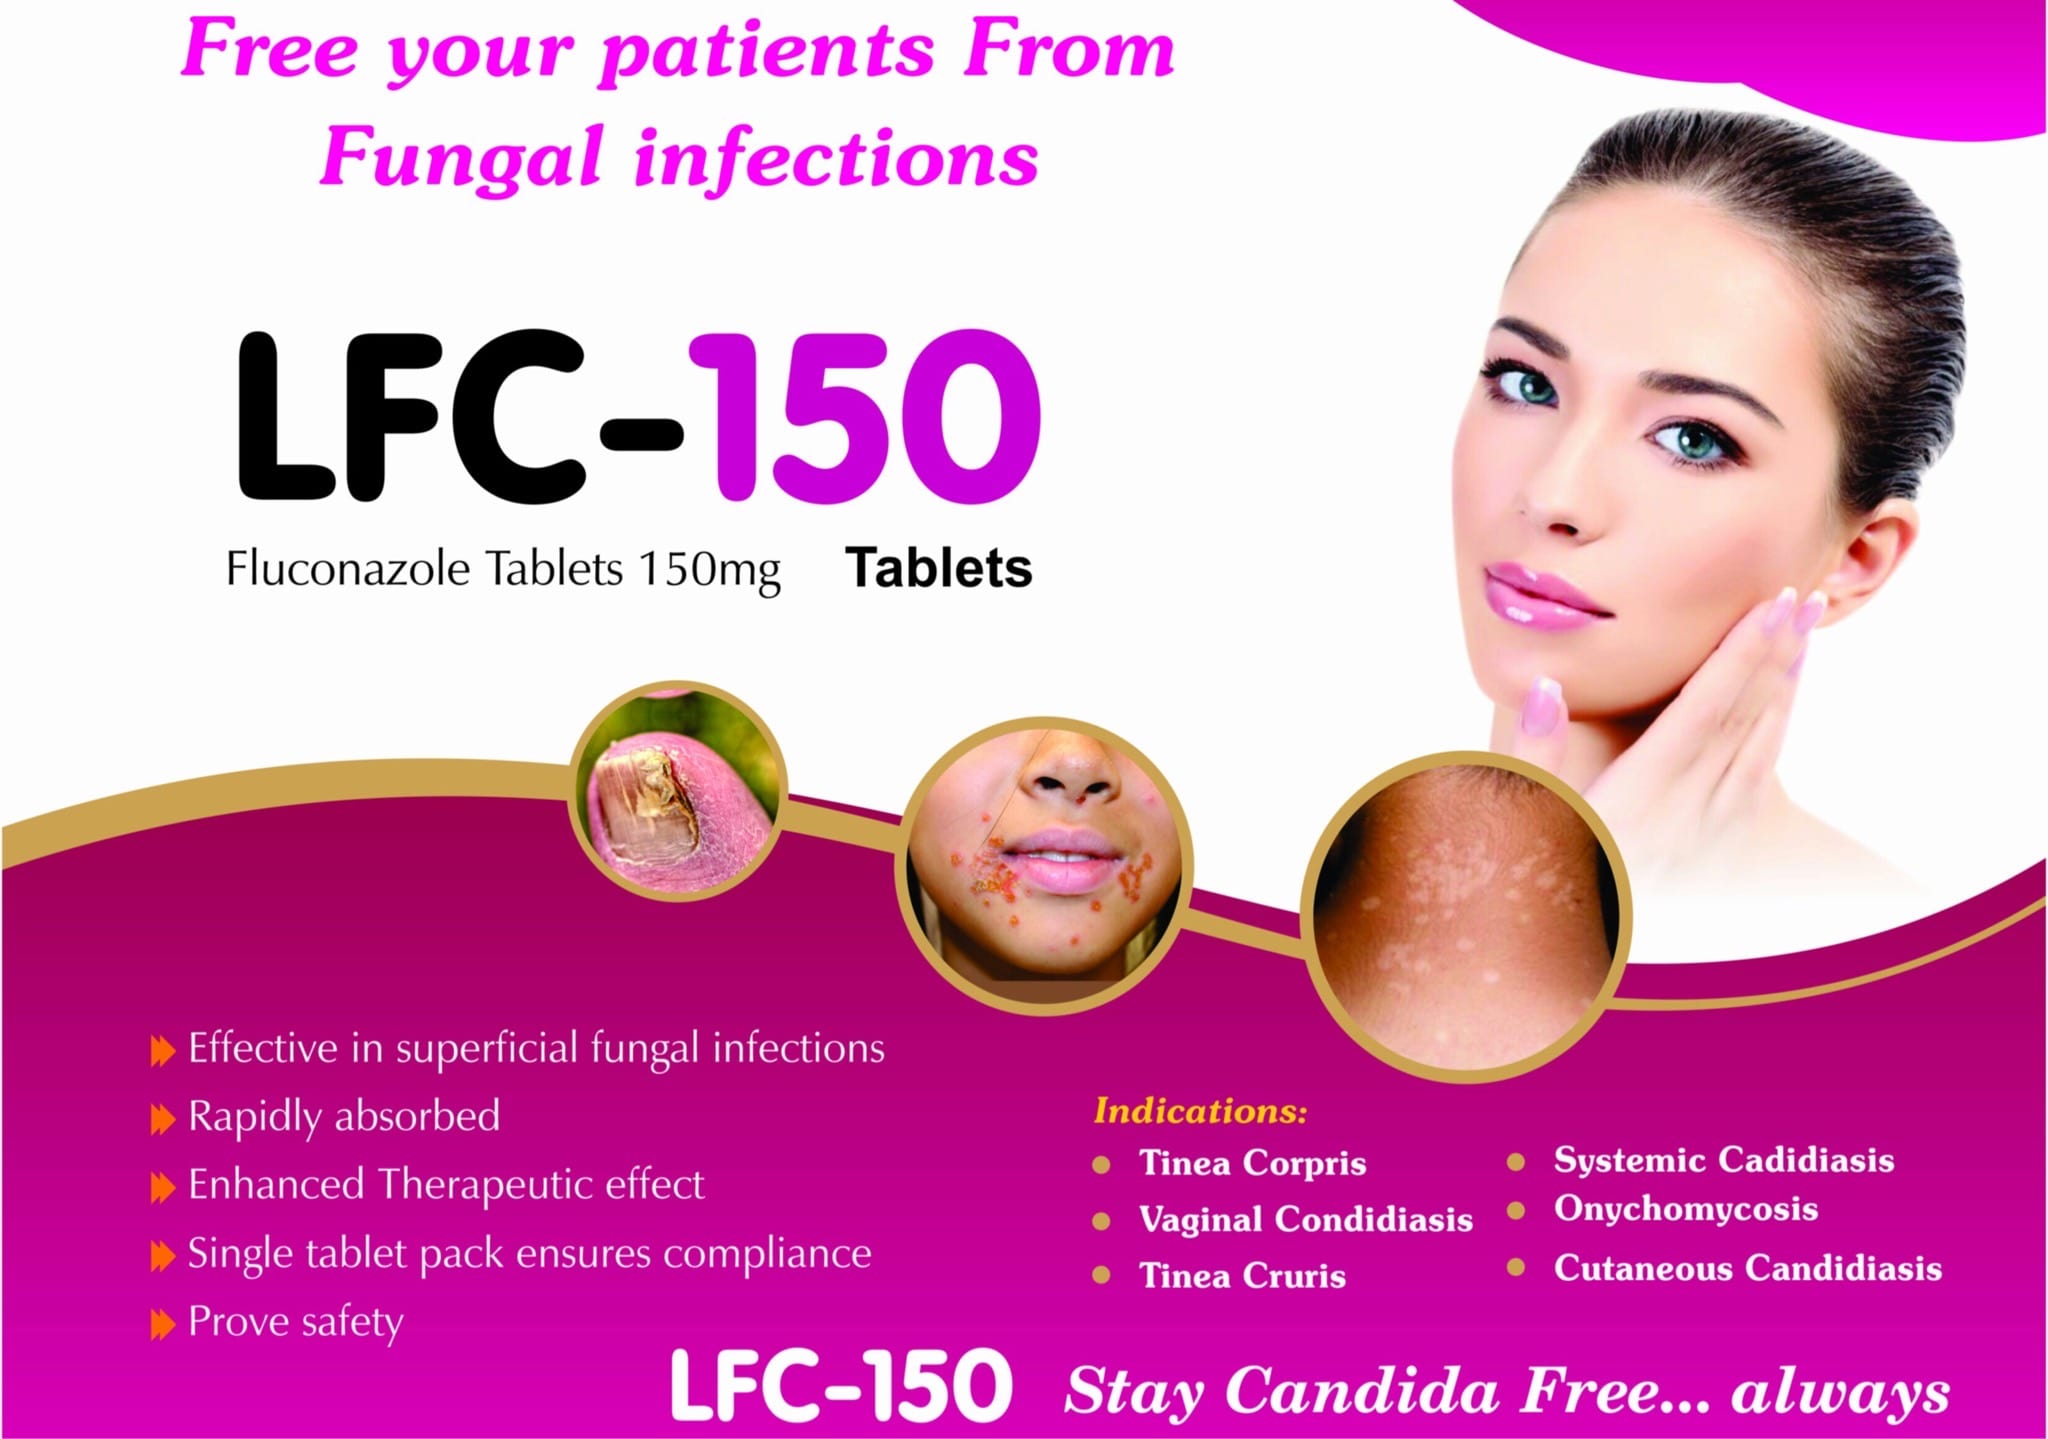 Free your patients From
Fungal infections
LFC-150
Fluconazole Tablets 150mg Tablets
Effective in superficial fungal infections
Rapidly absorbed
Enhanced Therapeutic effect
Single tablet pack ensures compliance
Prove safety
Indications:
Tinea Corpris
Vaginal Condidiasis
Tinea Cruris
Systemic Cadidiasis
Onychomycosis
Cutaneous Candidiasis
LFC-150 Stay Candida Free... always